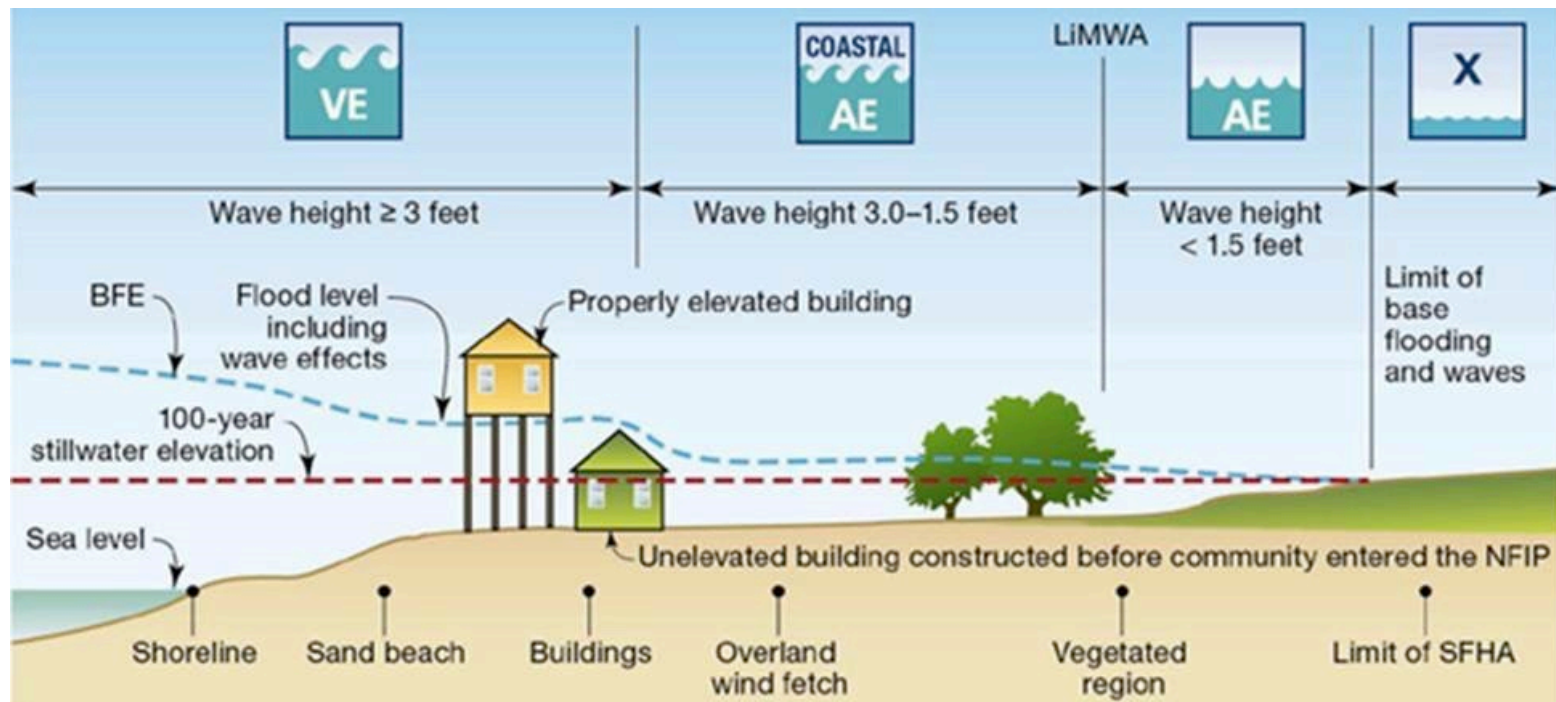 VE
COASTAL
AE
LiMWA
AE
X
Wave height ≥ 3 feet
Wave height 3.0–1.5 feet
Wave height
< 1.5 feet
Limit of
base
flooding
and waves
BFE
Flood level
including
wave effects
Properly elevated building
100-year
stillwater elevation
Sea level
Unelevated building constructed before community entered the NFIP
Shoreline
Sand beach
Buildings
Overland
wind fetch
Vegetated
region
Limit of SFHA